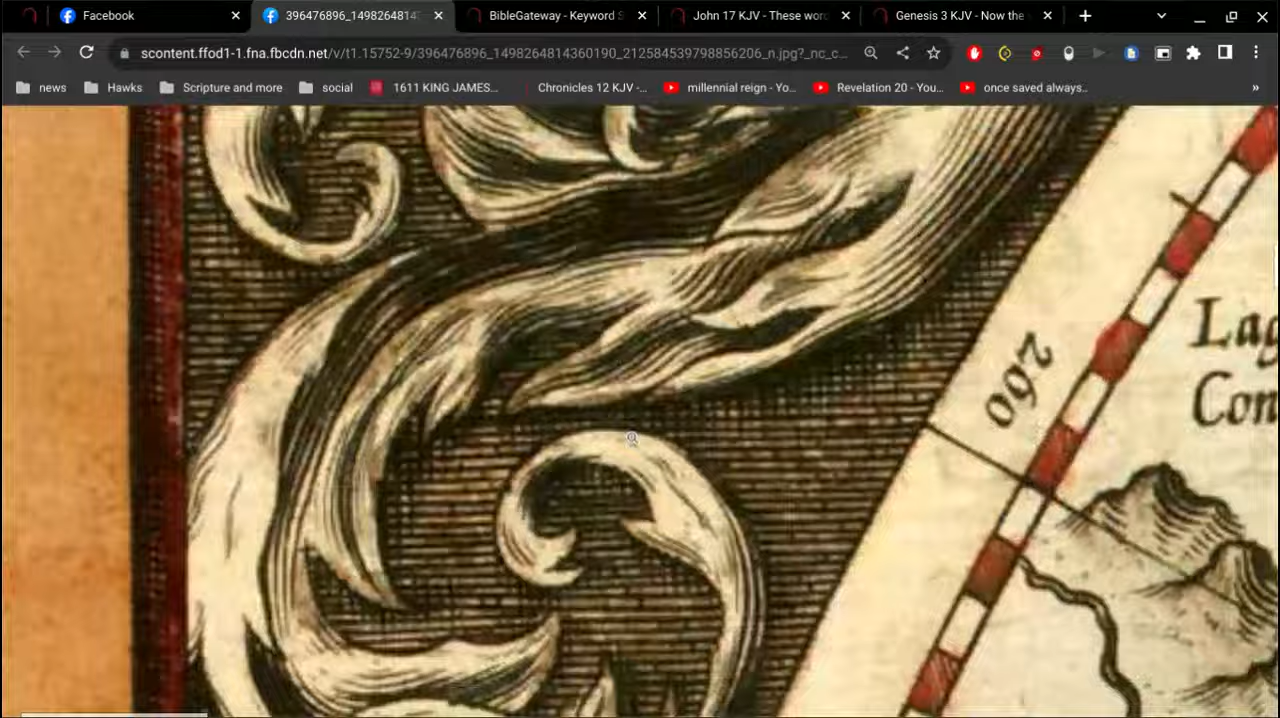 Facebook
396476896_149826481436
BibleGateway - Keyword S
John 17 KJV - These wor
Genesis 3 KJV - Now the
scontent.ffod1-1.fna.fbcdn.net/v/t1.15752-9/396476896_1498264814360190_212584539798856206_n.jpg?_nc_c...
news
Hawks
Scripture and more
social
1611 KING JAMES...
Chronicles 12 KJV -...
millennial reign - Yo...
Revelation 20 - You...
once saved always..
»
260
Lag
Con